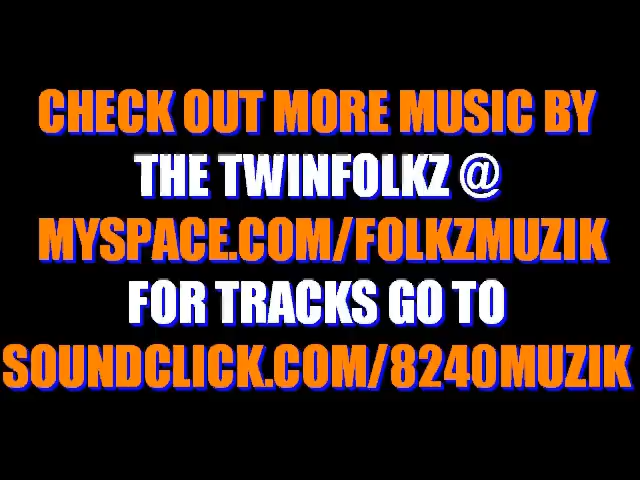 CHECK OUT MORE MUSIC BY
THE TWINFOLKZ @
MYSPACE.COM/FOLKZMUZIK
FOR TRACKS GO TO
SOUNDCLICK.COM/8240MUZIK